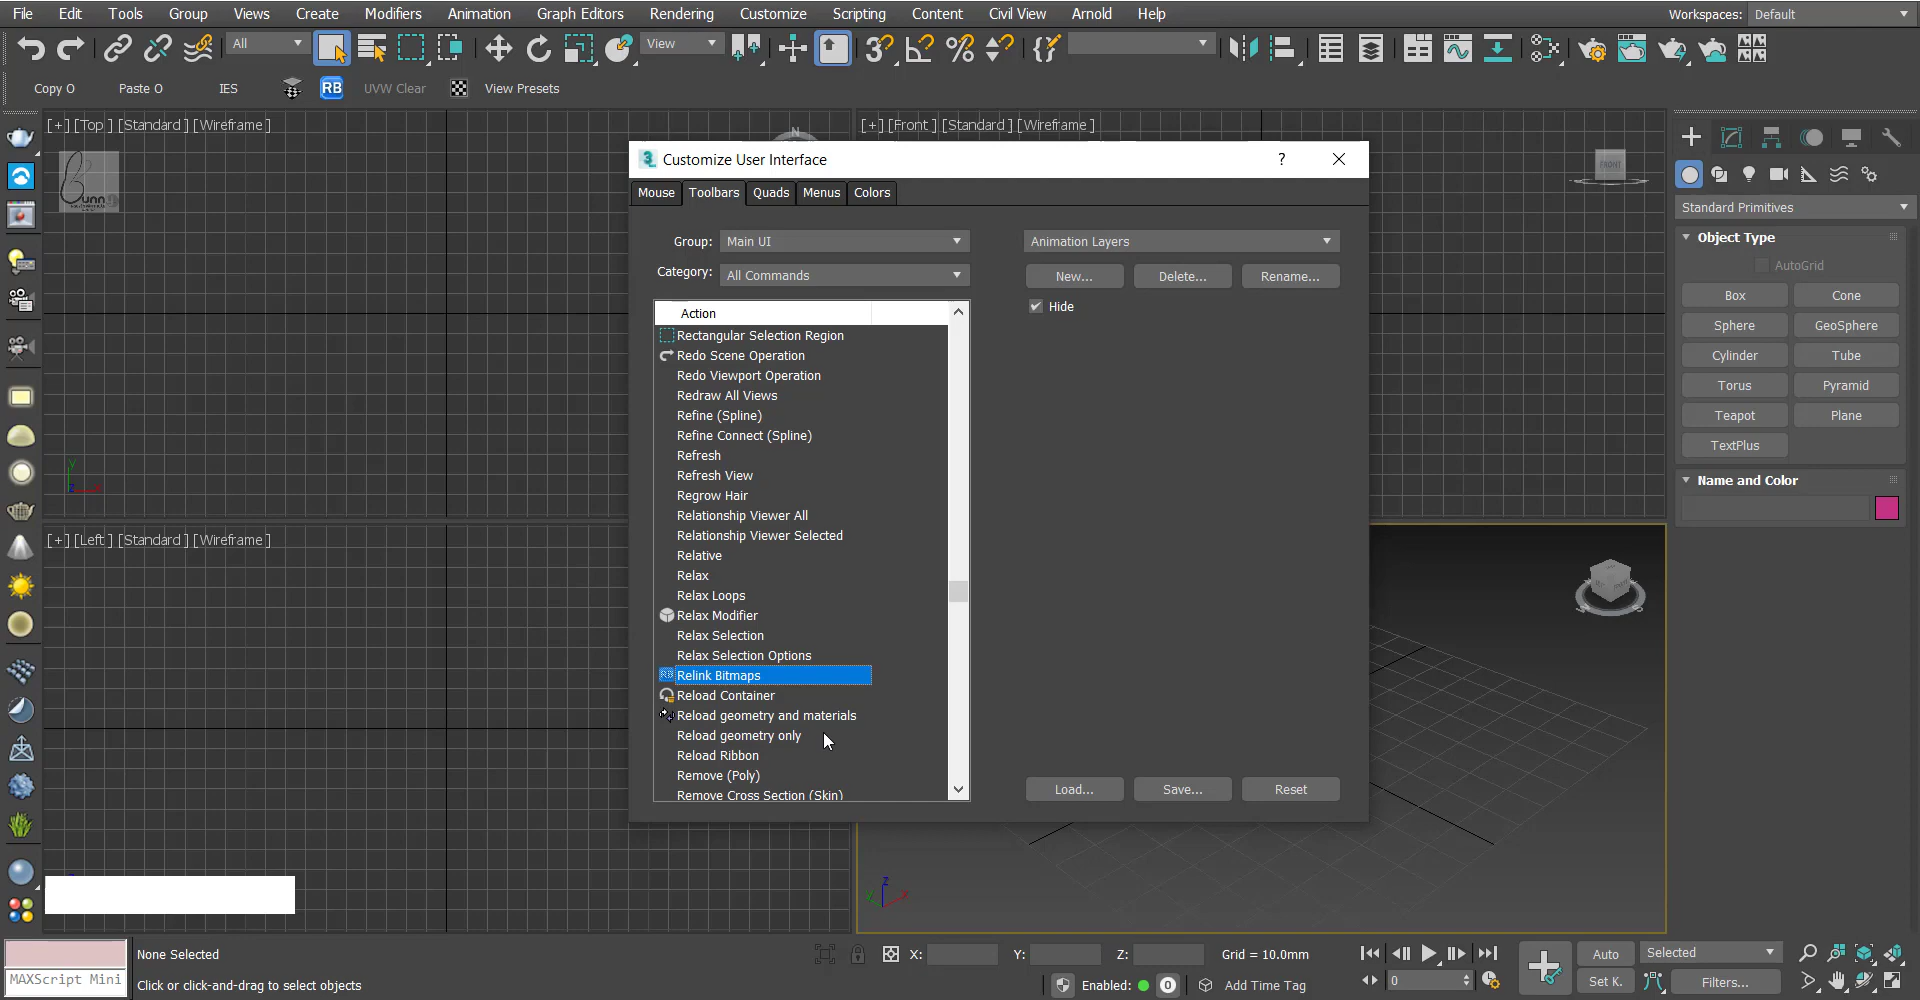 File Edit Tools Group Views Create Modifiers Animation Graph Editors Rendering Customize Scripting Content Civil View Arnold Help Workspaces: Default
All View
Copy O Paste O IES RB UVW Clear View Presets
[+] [Top ] [Standard ] [Wireframe ] [+] [Front ] [Standard ] [Wireframe ]
N
FRONT
3 Customize User Interface ?
Mouse Toolbars Quads Menus Colors
Group: Main UI Animation Layers
Category: All Commands New... Delete... Rename...
Hide
Action
Rectangular Selection Region
Redo Scene Operation
Redo Viewport Operation
Redraw All Views
Refine (Spline)
Refine Connect (Spline)
Refresh
Refresh View
Regrow Hair
Relationship Viewer All
Relationship Viewer Selected
Relative
Relax
Relax Loops
Relax Modifier
Relax Selection
Relax Selection Options
RB Relink Bitmaps
Reload Container
Reload geometry and materials
Reload geometry only
Reload Ribbon
Remove (Poly)
Remove Cross Section (Skin)
Load... Save... Reset
Standard Primitives
Object Type
AutoGrid
Box Cone
Sphere GeoSphere
Cylinder Tube
Torus Pyramid
Teapot Plane
TextPlus
Name and Color
[+] [Left ] [Standard ] [Wireframe ]
None Selected X: Y: Z: Grid = 10.0mm Auto Selected
MAXScript Mini Click or click-and-drag to select objects Enabled: 0 Add Time Tag 0 Set K. Filters...